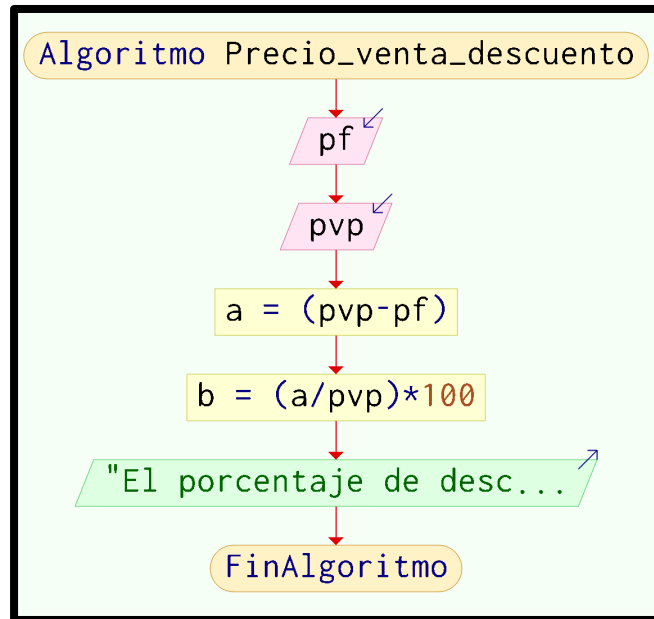 Algoritmo Precio_venta_descuento
pf
pvp
a = (pvp-pf)
b = (a/pvp)*100
"El porcentaje de desc...
FinAlgoritmo